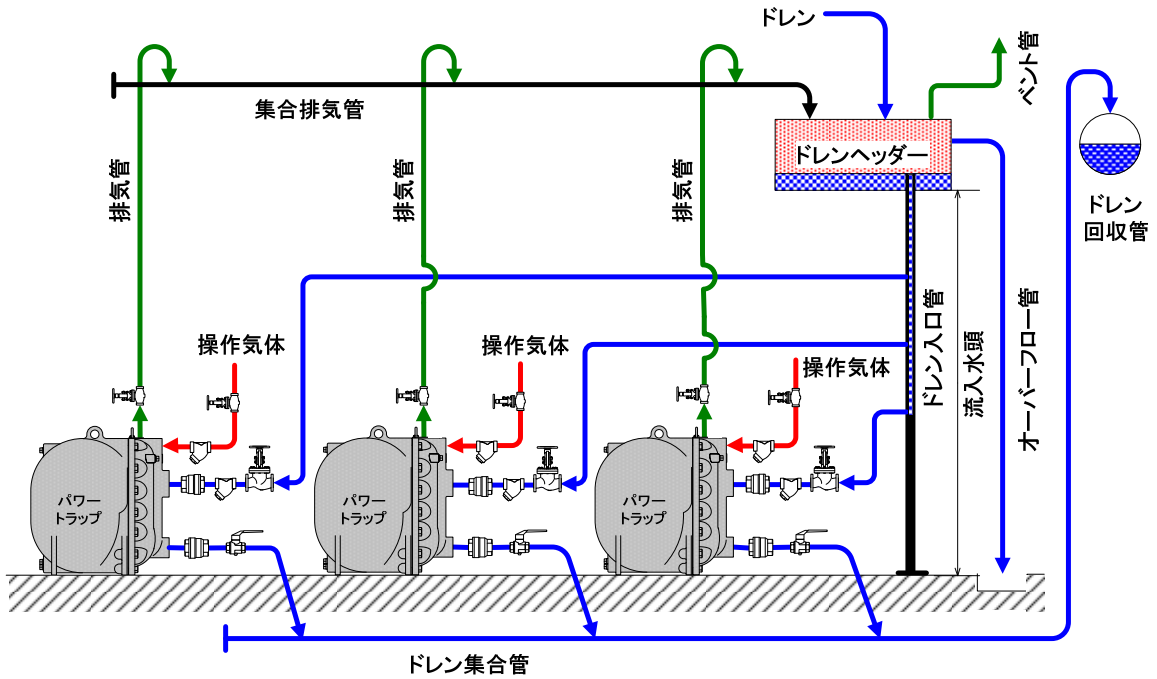 ドレン
ベント管
集合排気管
ドレンヘッダー
排気管
排気管
排気管
ドレン
回収管
ドレン入口管
流入水頭
オーバーフロー管
操作気体
操作気体
操作気体
パワー
トラップ
パワー
トラップ
パワー
トラップ
ドレン集合管